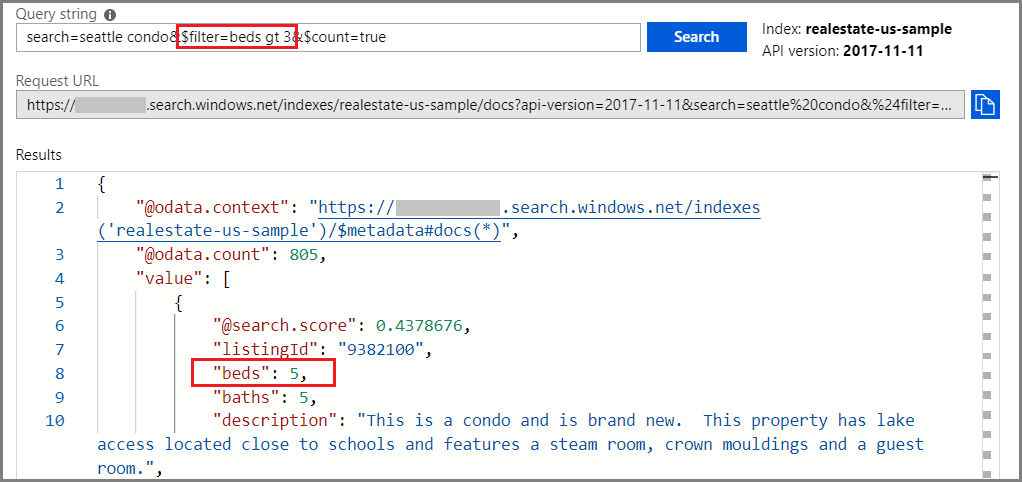 Query string
search=seattle condo&$filter=beds gt 3&$count=true
Search
Index: realestate-us-sample
API version: 2017-11-11
Request URL
https:// .search.windows.net/indexes/realestate-us-sample/docs?api-version=2017-11-11&search=seattle%20condo&%24filter=...
Results
1 {
2 "@odata.context": "https:// .search.windows.net/indexes
('realestate-us-sample')/$metadata#docs(*)",
3 "@odata.count": 805,
4 "value": [
5 {
6 "@search.score": 0.4378676,
7 "listingId": "9382100",
8 "beds": 5,
9 "baths": 5,
10 "description": "This is a condo and is brand new.  This property has lake
access located close to schools and features a steam room, crown mouldings and a guest
room.",